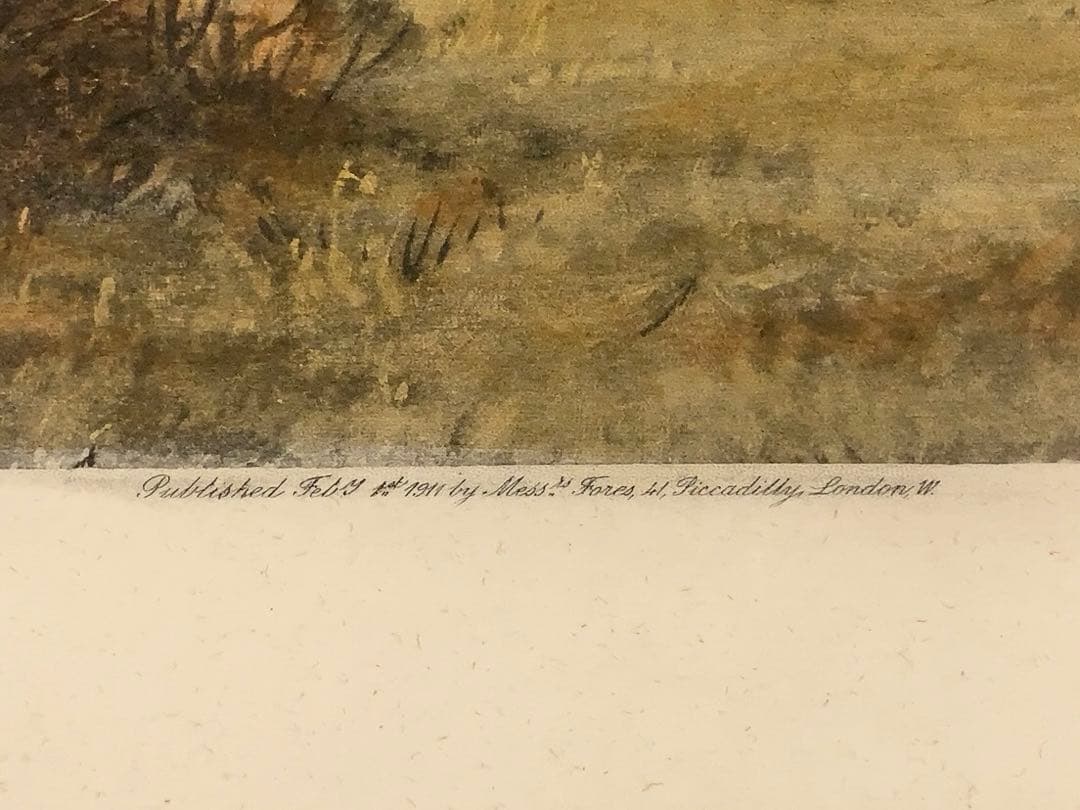 Published Feby 1st 1911 by Messrs Fores, 41, Piccadilly, London, W.